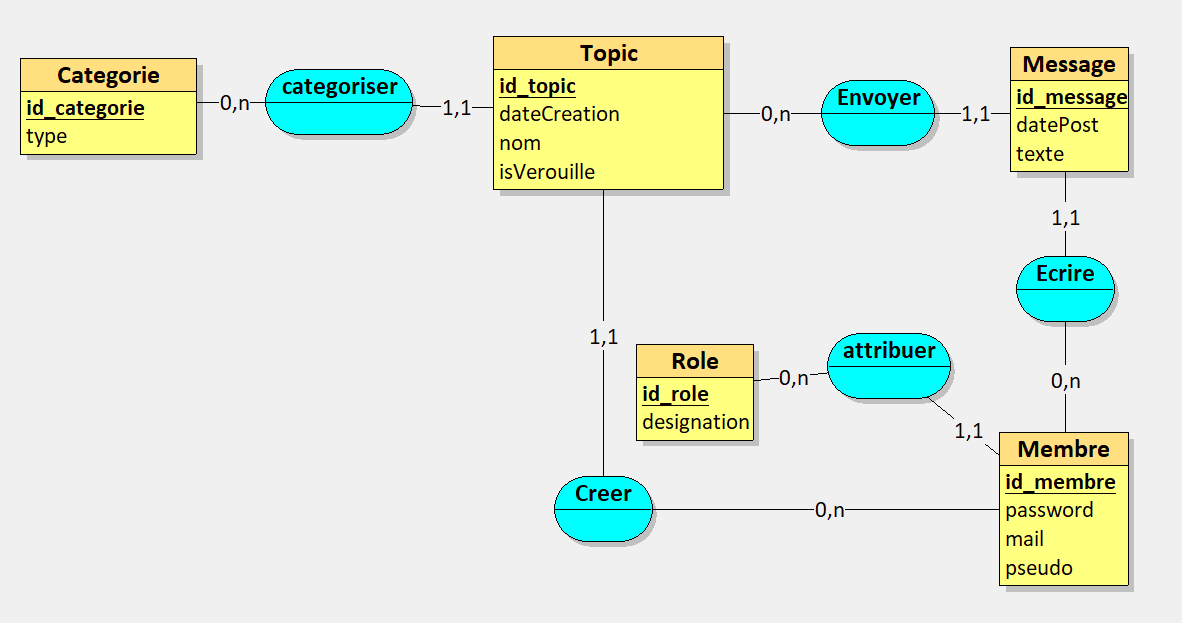 Categorie
id_categorie
type
0,n
categoriser
1,1
Topic
id_topic
dateCreation
nom
isVerouille
0,n
Envoyer
1,1
Message
id_message
datePost
texte
1,1
Ecrire
0,n
1,1
Role
id_role
designation
0,n
attribuer
1,1
Membre
id_membre
password
mail
pseudo
Creer
0,n